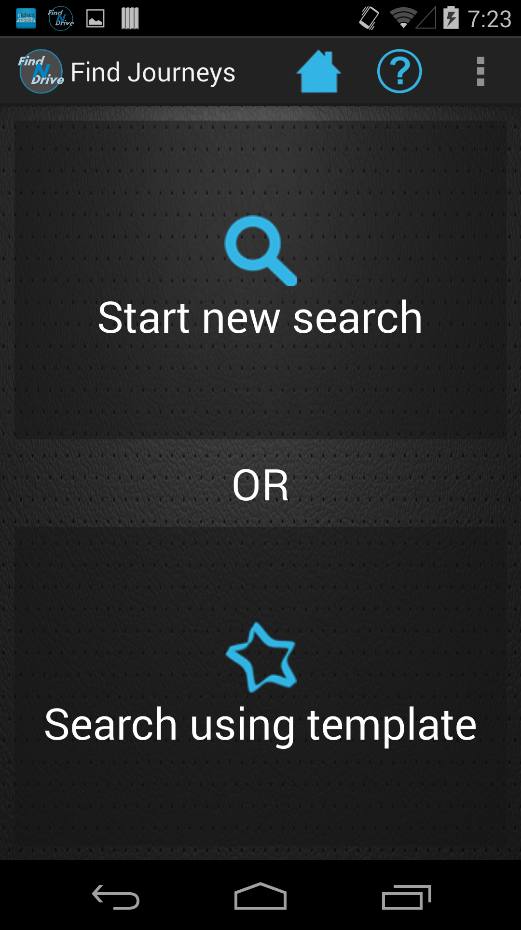 7:23
Find
N
Drive
Find Journeys
?
Start new search
OR
Search using template